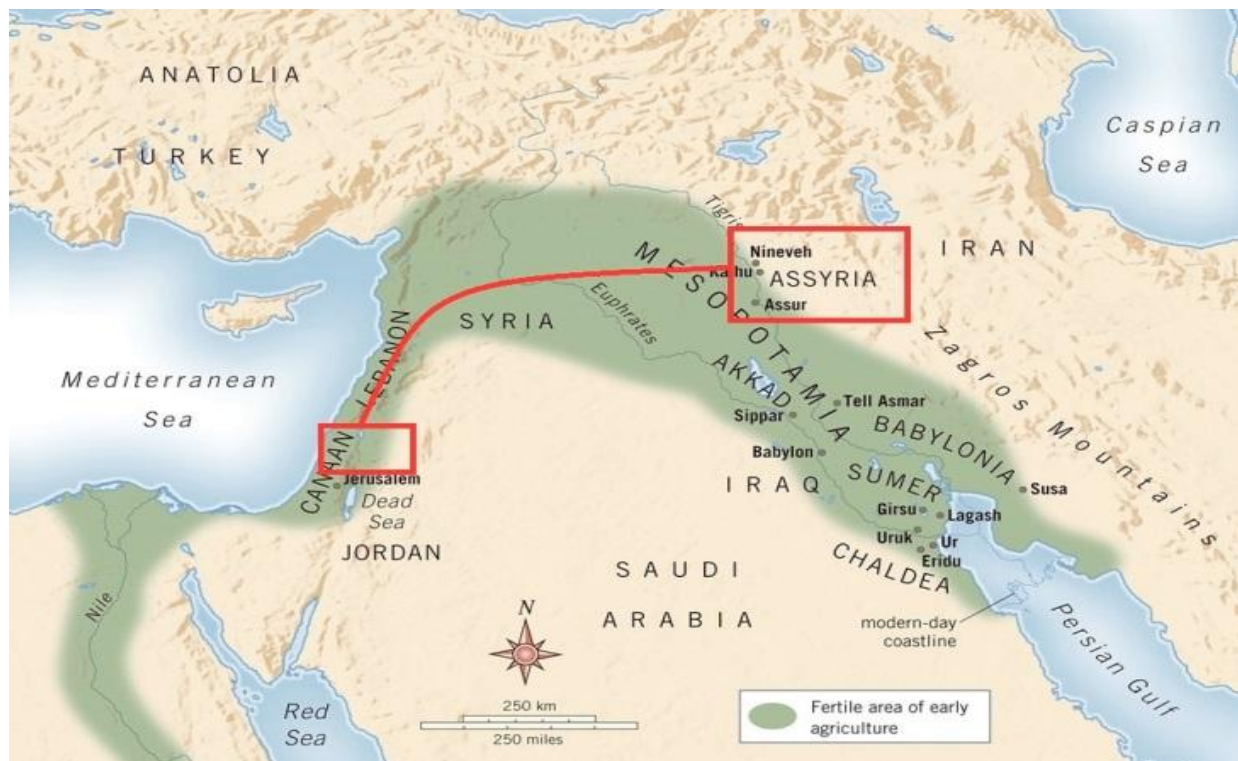 ANATOLIA
TURKEY
Caspian
Sea
Tigris
Nineveh
Kalhu
ASSYRIA
Assur
IRAN
MESOPOTAMIA
Euphrates
SYRIA
LEBANON
Mediterranean
Sea
AKKAD
Zagros Mountains
Tell Asmar
Sippar
BABYLONIA
Babylon
CANAAN
Jerusalem
Dead
Sea
IRAQ
SUMER
Susa
Girsu
Lagash
Uruk
Ur
Eridu
JORDAN
CHALDEA
SAUDI
ARABIA
Nile
modern-day
coastline
Persian Gulf
N
Red
Sea
250 km
250 miles
Fertile area of early
agriculture